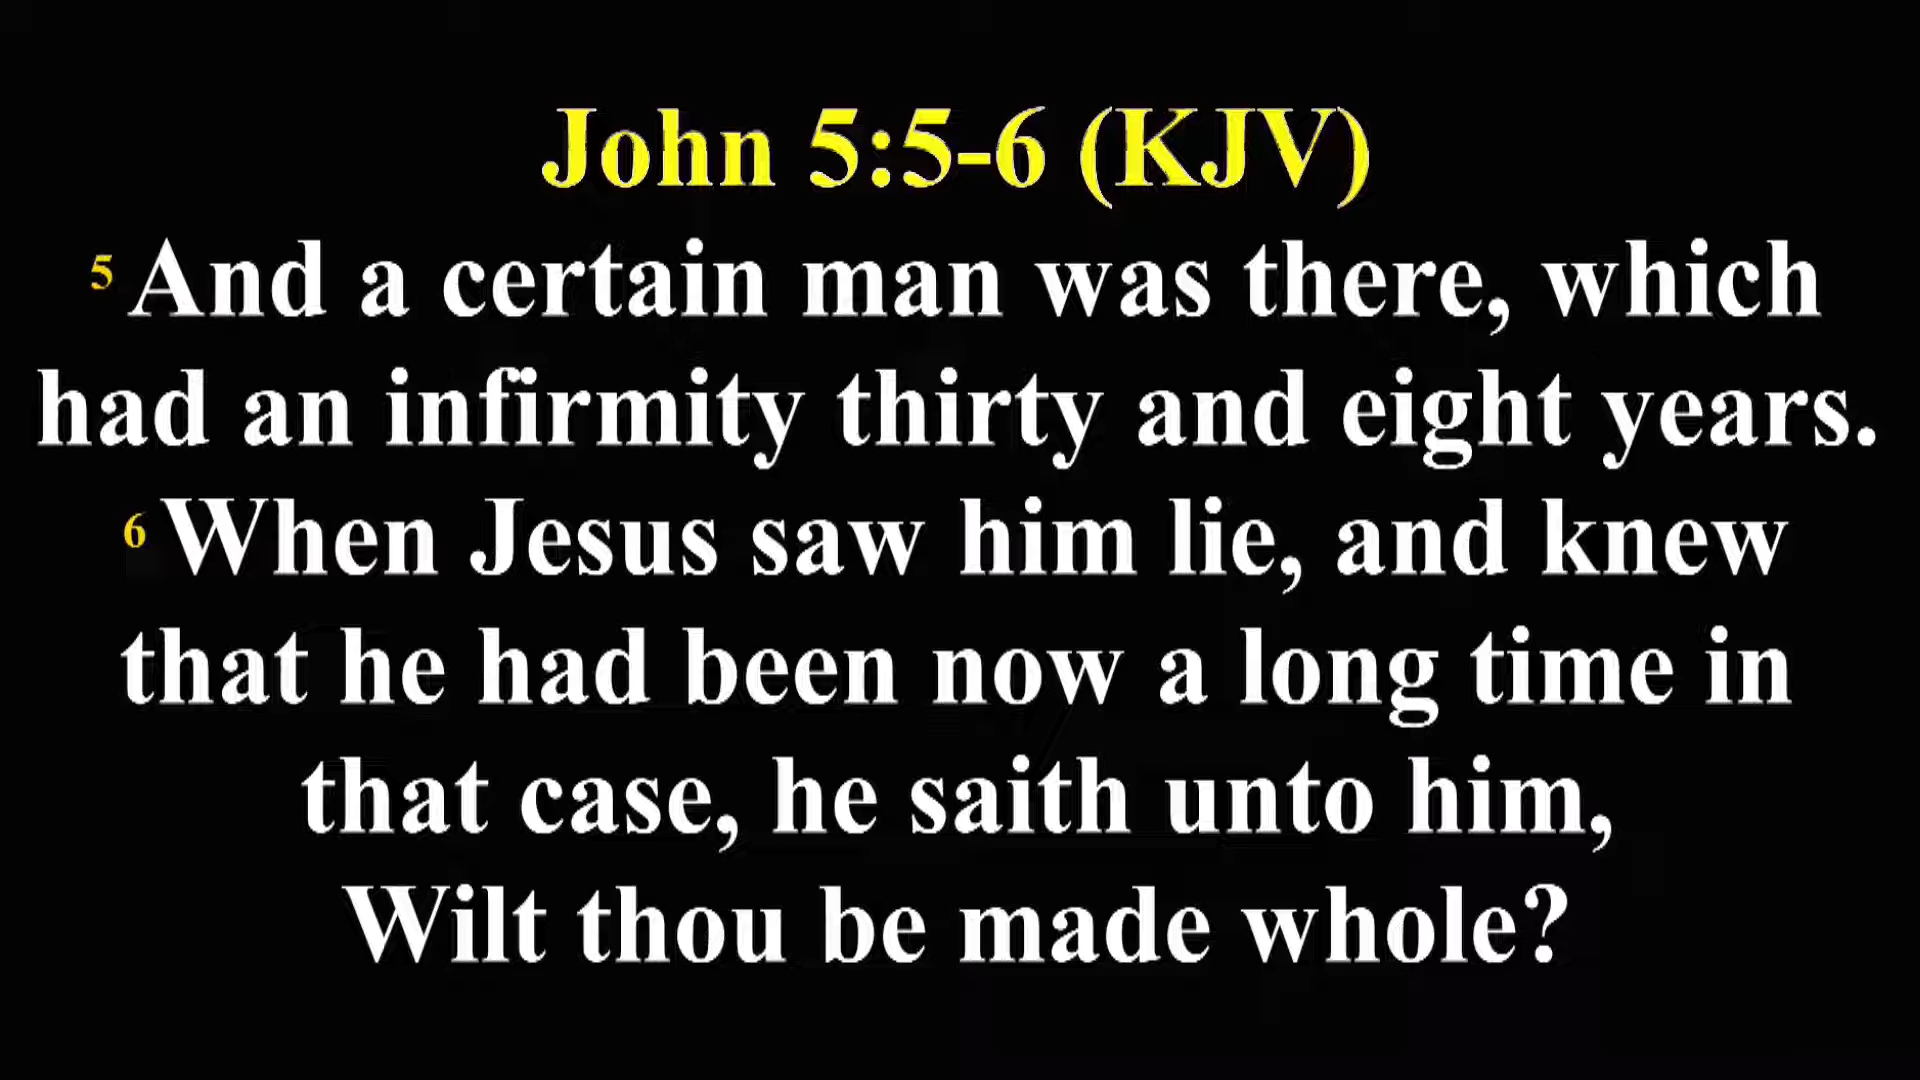 John 5:5-6 (KJV)
5 And a certain man was there, which
had an infirmity thirty and eight years.
6 When Jesus saw him lie, and knew
that he had been now a long time in
that case, he saith unto him,
Wilt thou be made whole?